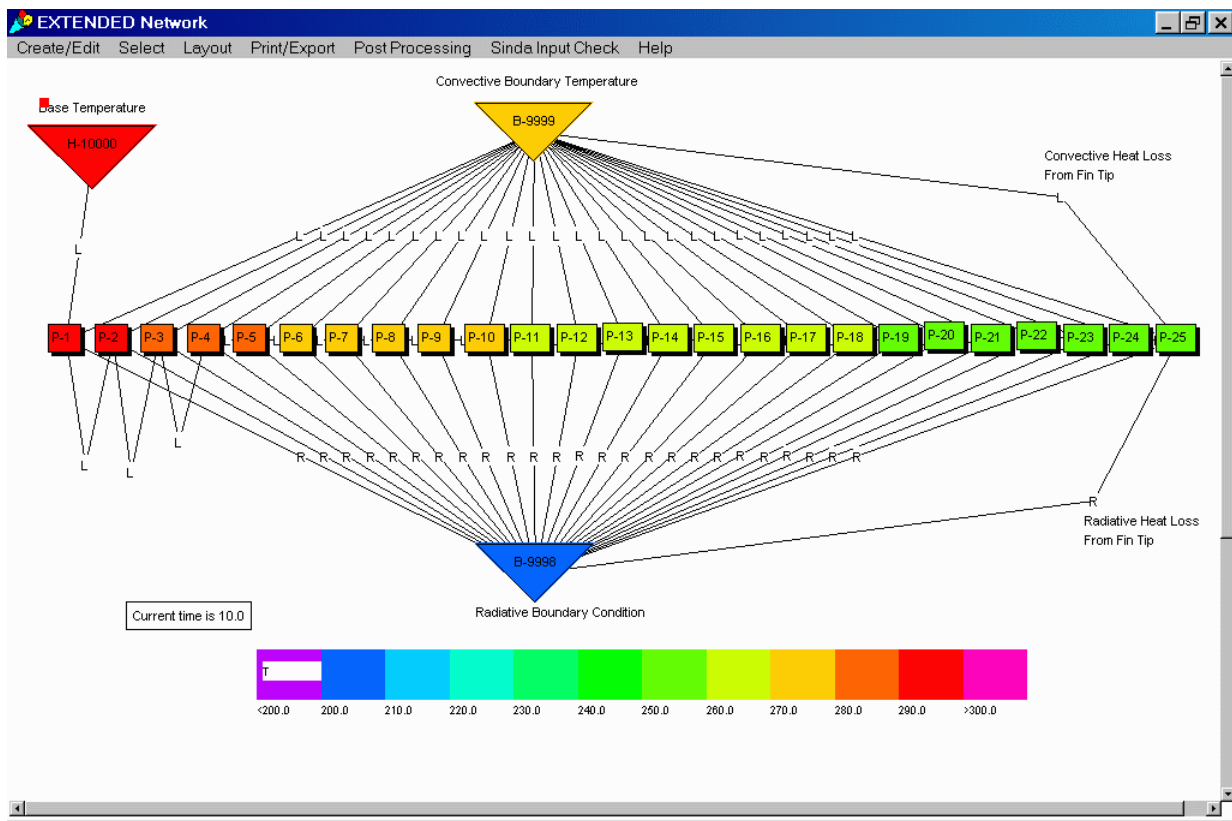 EXTENDED Network
Create/Edit Select Layout Print/Export Post Processing Sinda Input Check Help
Convective Boundary Temperature
Base Temperature
B-9999
H-10000
Convective Heat Loss
From Fin Tip
L
L
L L L L L L L L L L L L L L L L L L L L L L L L L
P-1 P-2 P-3 P-4 P-5 P-6 P-7 P-8 P-9 P-10 P-11 P-12 P-13 P-14 P-15 P-16 P-17 P-18 P-19 P-20 P-21 P-22 P-23 P-24 P-25
L
L
L
R R R R R R R R R R R R R R R R R R R R R R R R R
R
Radiative Heat Loss
From Fin Tip
B-9998
Radiative Boundary Condition
Current time is 10.0
T
<200.0 200.0 210.0 220.0 230.0 240.0 250.0 260.0 270.0 280.0 290.0 >300.0